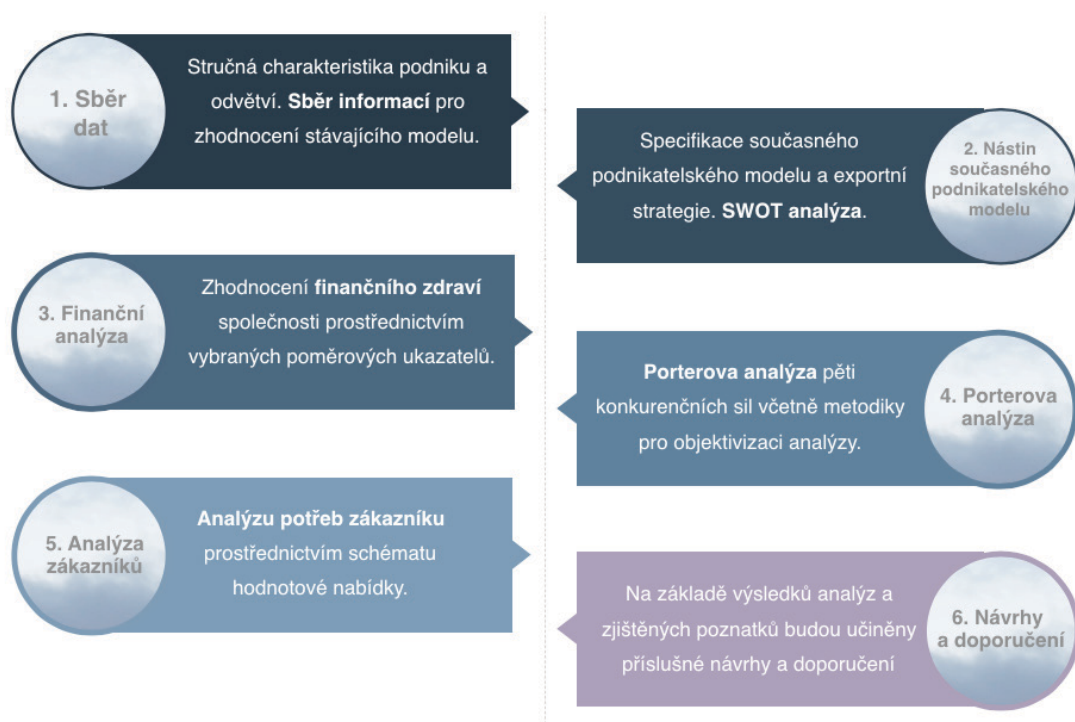 1. Sběr
dat
Stručná charakteristika podniku a
odvětví. Sběr informací pro
zhodnocení stávajícího modelu.
Specifikace současného
podnikatelského modelu a exportní
strategie. SWOT analýza.
2. Nástin
současného
podnikatelského
modelu
3. Finanční
analýza
Zhodnocení finančního zdraví
společnosti prostřednictvím
vybraných poměrových ukazatelů.
Porterova analýza pěti
konkurenčních sil včetně metodiky
pro objektivizaci analýzy.
4. Porterova
analýza
5. Analýza
zákazníků
Analýzu potřeb zákazníku
prostřednictvím schématu
hodnotové nabídky.
Na základě výsledků analýz a
zjištěných poznatků budou učiněny
příslušné návrhy a doporučení
6. Návrhy
a doporučení